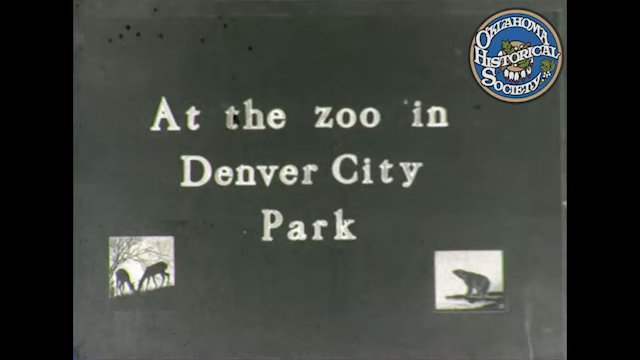 OKLAHOMA
HISTORICAL
SOCIETY
At the zoo in
Denver City
Park